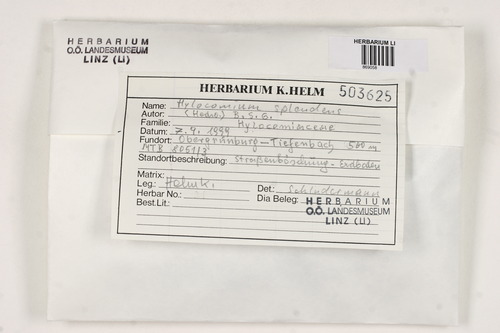 HERBARIUM
O.Ö. LANDESMUSEUM
LINZ (LI)
HERBARIUM LI
HERBARIUM K.HELM 503625
Name: Hylocomium splendens
Autor: (Hedw.) B. S. G.
Familie: Hylocomiaceae
Datum: 7. 9. 1999
Fundort: - Tiefenbach 500 m
MTB
Standortbeschreibung: Straßenböschung - Erdboden
Matrix:
Leg: Helm K. Det: Schlüsslmayr
Herbar No.: Dia Beleg:
Best.Lit.:
HERBARIUM
O.Ö. LANDESMUSEUM
LINZ (LI)